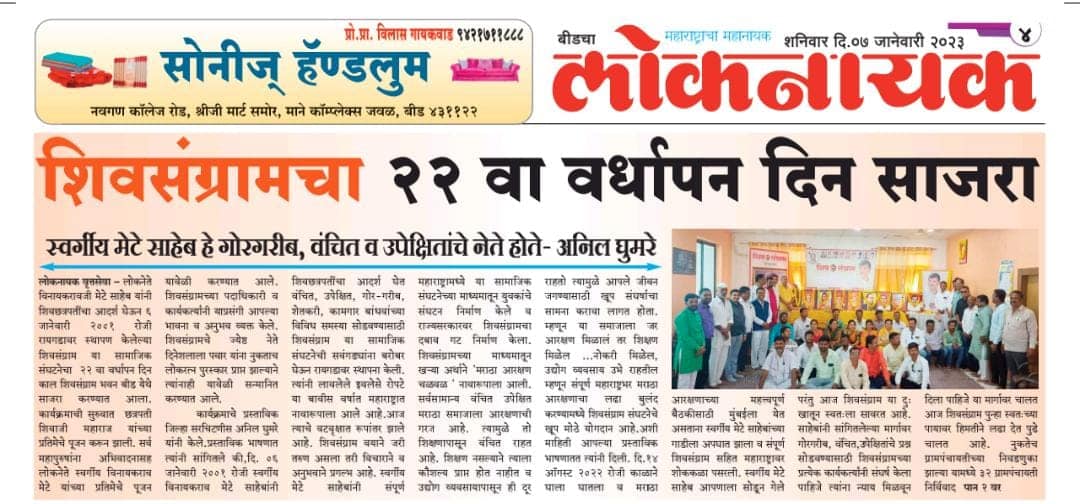 प्रो.प्रा. विलास गायकवाड ९४२१७११८८८
सोनीज् हॅण्डलुम
नवगण कॉलेज रोड, श्रीजी मार्ट समोर, माने कॉम्प्लेक्स जवळ, बीड ४३११२२
बीडचा
महाराष्ट्राचा महानायक
शनिवार दि.०७ जानेवारी २०२३
४
लोकनायक
शिवसंग्रामचा २२ वा वर्धापन दिन साजरा
स्वर्गीय मेटे साहेब हे गोरगरीब, वंचित व उपेक्षितांचे नेते होते- अनिल घुमरे
लोकनायक वृत्तसेवा – लोकनेते
विनायकरावजी मेटे साहेब यांनी
शिवछत्रपतींचा आदर्श घेऊन ६
जानेवारी २००१ रोजी
रायगडावर स्थापण केलेल्या
शिवसंग्राम या सामाजिक
संघटनेचा २२ वा वर्धापन दिन
काल शिवसंग्राम भवन बीड येथे
साजरा करण्यात आला.
कार्यक्रमाची सुरुवात छत्रपती
शिवाजी महाराज यांच्या
प्रतिमेचे पूजन करून झाली. सर्व
महापुरुषांना अभिवादनासह
लोकनेते स्वर्गीय विनायकराव
मेटे यांच्या प्रतिमेचे पूजन
यावेळी करण्यात आले.
शिवसंग्रामच्या पदाधिकारी व
कार्यकर्त्यांनी याप्रसंगी आपल्या
भावना व अनुभव व्यक्त केले.
शिवसंग्रामचे ज्येष्ठ नेते
दिनेशलाला पवार यांना नुकताच
लोकरत्न पुरस्कार प्राप्त झाल्याने
त्यांनाही यावेळी सन्मानित
करण्यात आले.
कार्यक्रमाचे प्रस्ताविक
जिल्हा सरचिटणीस अनिल घुमरे
यांनी केले.प्रस्ताविक भाषणात
त्यांनी सांगितले की,दि. ०६
जानेवारी २००१ रोजी स्वर्गीय
विनायकराव मेटे साहेबांनी
शिवछत्रपतींचा आदर्श घेत
वंचित, उपेक्षित, गोर-गरीब,
शेतकरी, कामगार बांधवांच्या
विविध समस्या सोडवण्यासाठी
शिवसंग्राम या सामाजिक
संघटनेची सवंगड्यांना बरोबर
घेऊन रायगडावर स्थापना केली.
त्यांनी लावलेले इवलेसे रोपटे
या बावीस वर्षात महाराष्ट्रात
नावारूपाला आले आहे.आज
त्याचे वटवृक्षात रूपांतर झाले
आहे. शिवसंग्राम वयाने जरी
तरुण असला तरी विचाराने व
अनुभवाने प्रगल्भ आहे. स्वर्गीय
मेटे साहेबांनी संपूर्ण
महाराष्ट्रामध्ये या सामाजिक
संघटनेच्या माध्यमातून युवकांचे
संघटन निर्माण केले व
राज्यसरकारवर शिवसंग्रामचा
दबाव गट निर्माण केला.
शिवसंग्रामच्या माध्यमातून
खऱ्या अर्थाने 'मराठा आरक्षण
चळवळ ' नावारूपाला आली.
सर्वसामान्य वंचित उपेक्षित
मराठा समाजाला आरक्षणाची
गरज आहे. त्यामुळे तो
शिक्षणापासून वंचित राहत
आहे. शिक्षण नसल्याने त्याला
कौशल्य प्राप्त होत नाहीत व
उद्योग व्यवसायापासून ही दूर
राहतो त्यामुळे आपले जीवन
जगण्यासाठी खूप संघर्षाचा
सामना करावा लागत होता.
म्हणून या समाजाला जर
आरक्षण मिळालं तर शिक्षण
मिळेल ...नोकरी मिळेल,
उद्योग व्यवसाय उभे राहतील
म्हणून संपूर्ण महाराष्ट्रभर मराठा
आरक्षणाचा लढा बुलंद
करण्यामध्ये शिवसंग्राम संघटनेचे
खूप मोठे योगदान आहे.अशी
माहिती आपल्या प्रस्तुत
भाषणातत त्यांनी दिली. दि.१४
ऑगस्ट २०२२ रोजी काळाने
घाला घातला व मराठा
आरक्षणाच्या महत्त्वपूर्ण
बैठकीसाठी मुंबईला येत
असताना स्वर्गीय मेटे साहेबांच्या
गाडीला अपघात झाला व संपूर्ण
शिवसंग्राम सहित महाराष्ट्रावर
शोककळा पसरली. स्वर्गीय मेटे
साहेब आपणाला सोडून गेले
परंतु आज शिवसंग्राम या दुः
खातून स्वतःला सावरत आहे.
साहेबांनी सांगितलेल्या मार्गावर
गोरगरीब, वंचित,उपेक्षितांचे प्रश्न
सोडवण्यासाठी शिवसंग्रामच्या
प्रत्येक कार्यकर्त्यांनी संघर्ष केला
पाहिजे त्यांना न्याय मिळवून
दिला पाहिजे या मार्गावर चालत
आज शिवसंग्राम पुन्हा स्वतःच्या
पायावर हिमतीने लढा देत पुढे
चालत आहे. नुकतेच
ग्रामपंचायतीच्या निवडणुका
झाल्या यामध्ये ३२ ग्रामपंचायती
निर्विवाद पान २ वर